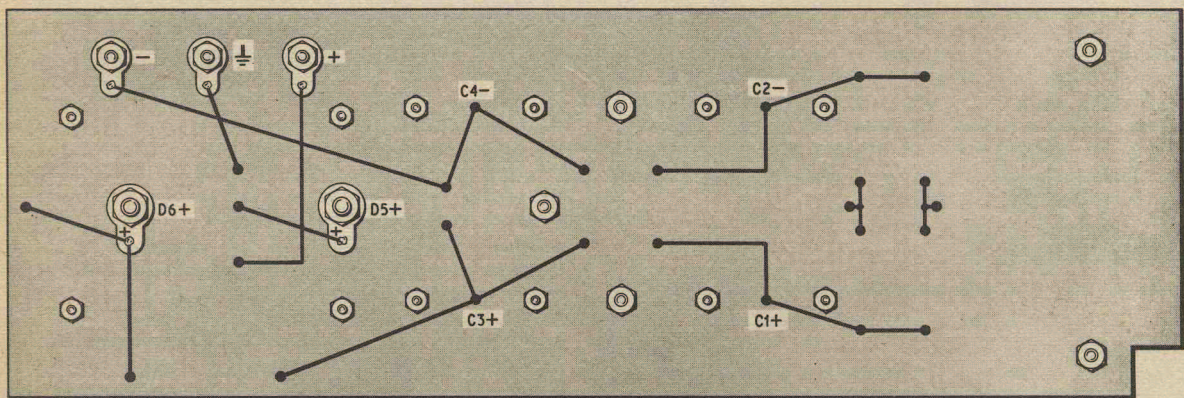 - ⏚ +
C4- C2-
D6+ D5+
+ +
C3+ C1+